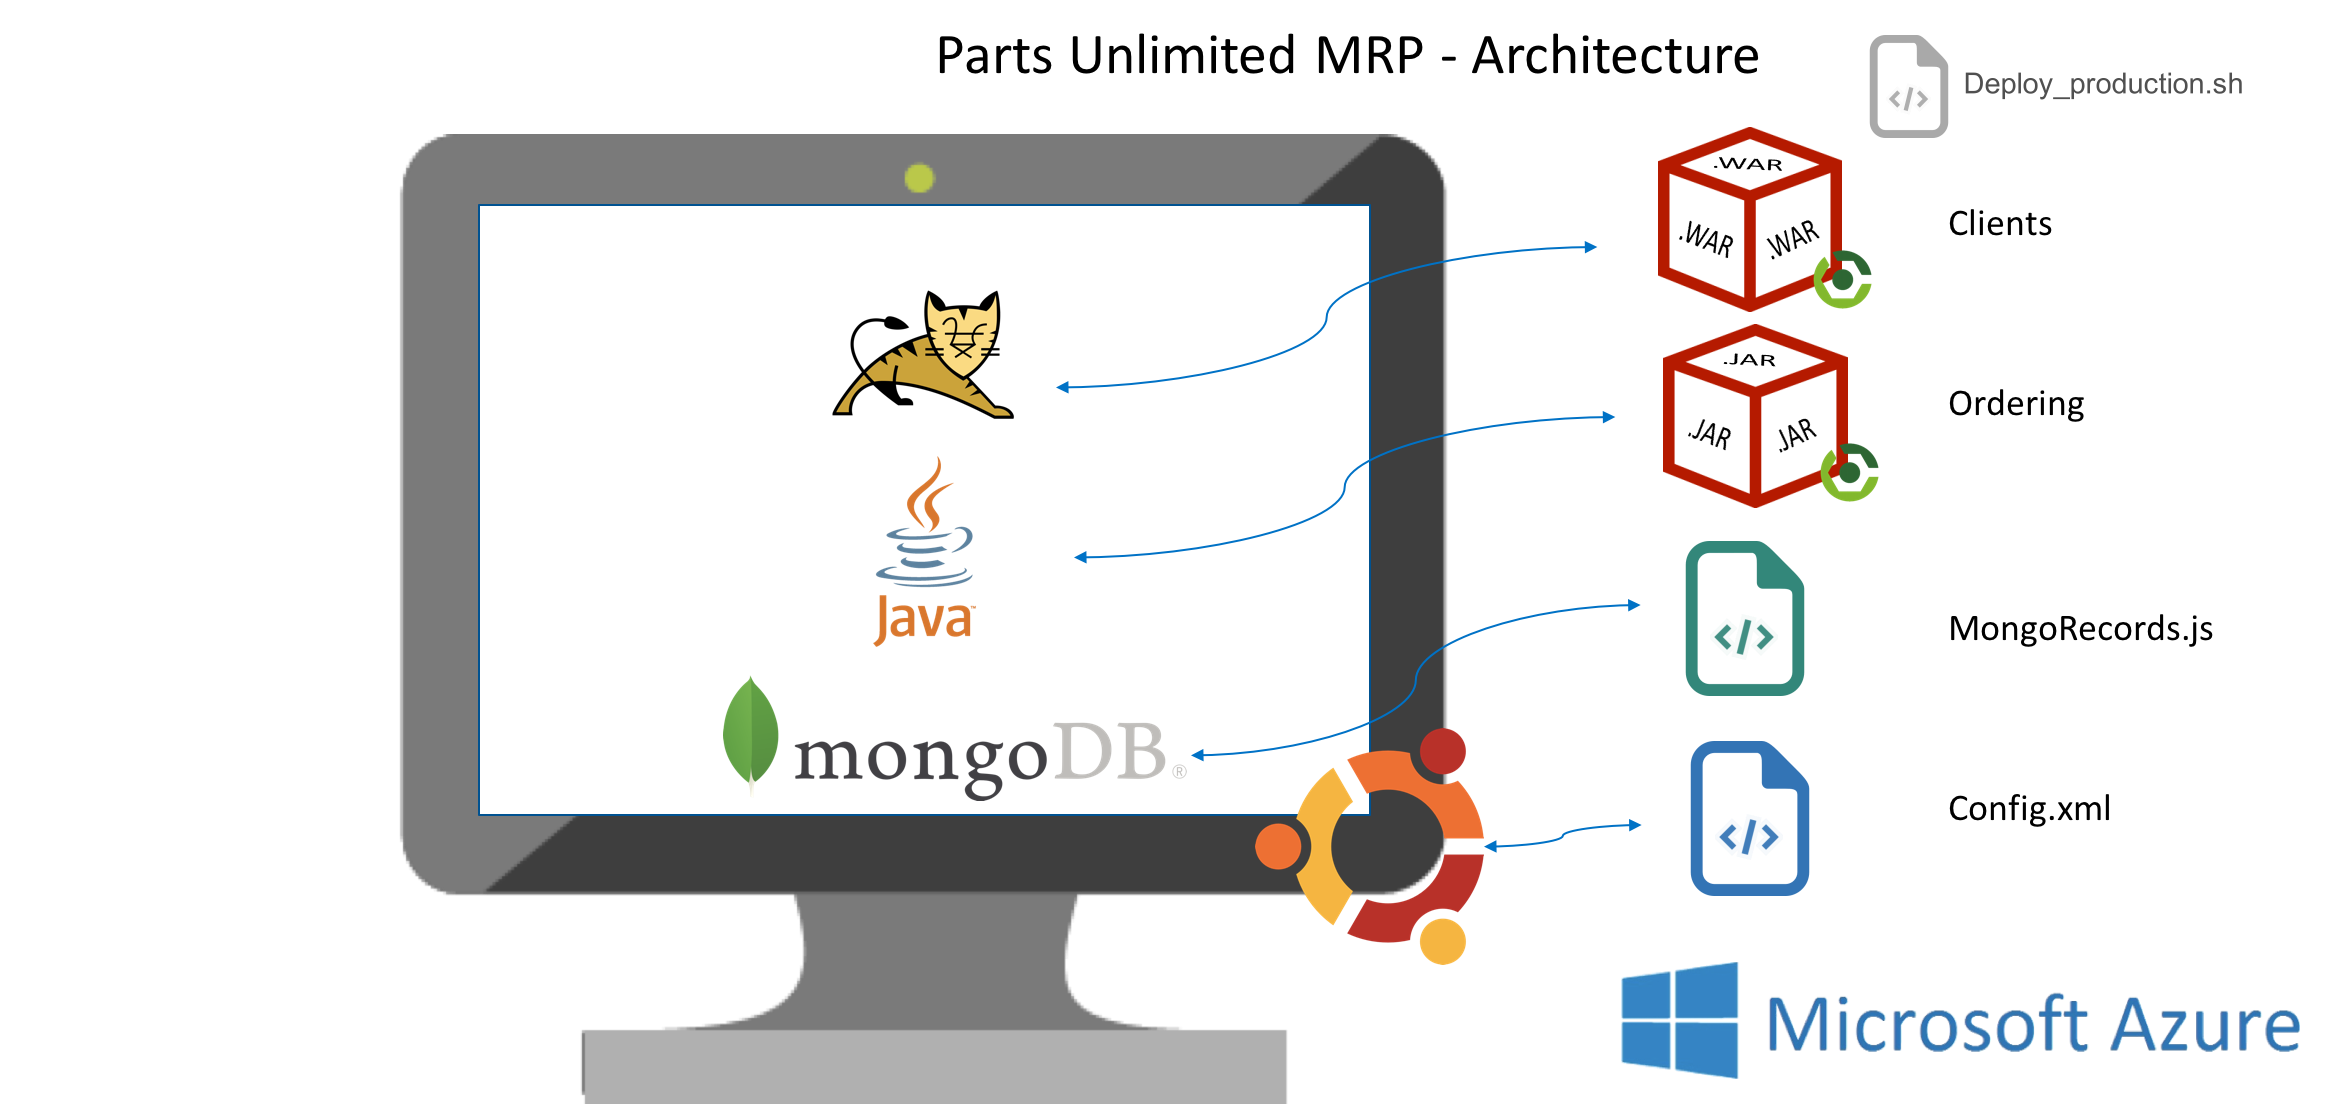 Parts Unlimited MRP - Architecture
Deploy_production.sh
.WAR
.WAR
.WAR
Clients
.JAR
.JAR
.JAR
Ordering
Java™
MongoRecords.js
mongoDB®
Config.xml
Microsoft Azure